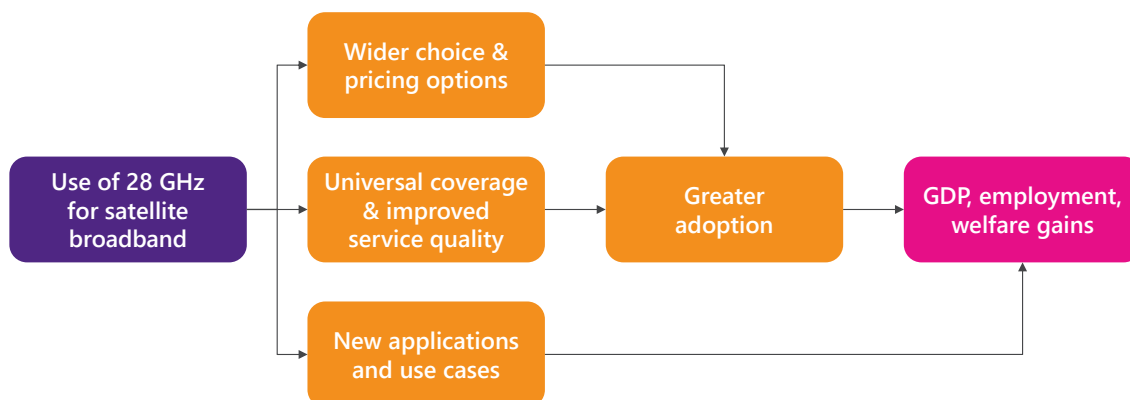 Wider choice &
pricing options
Use of 28 GHz
for satellite
broadband
Universal coverage
& improved
service quality
Greater
adoption
GDP, employment,
welfare gains
New applications
and use cases